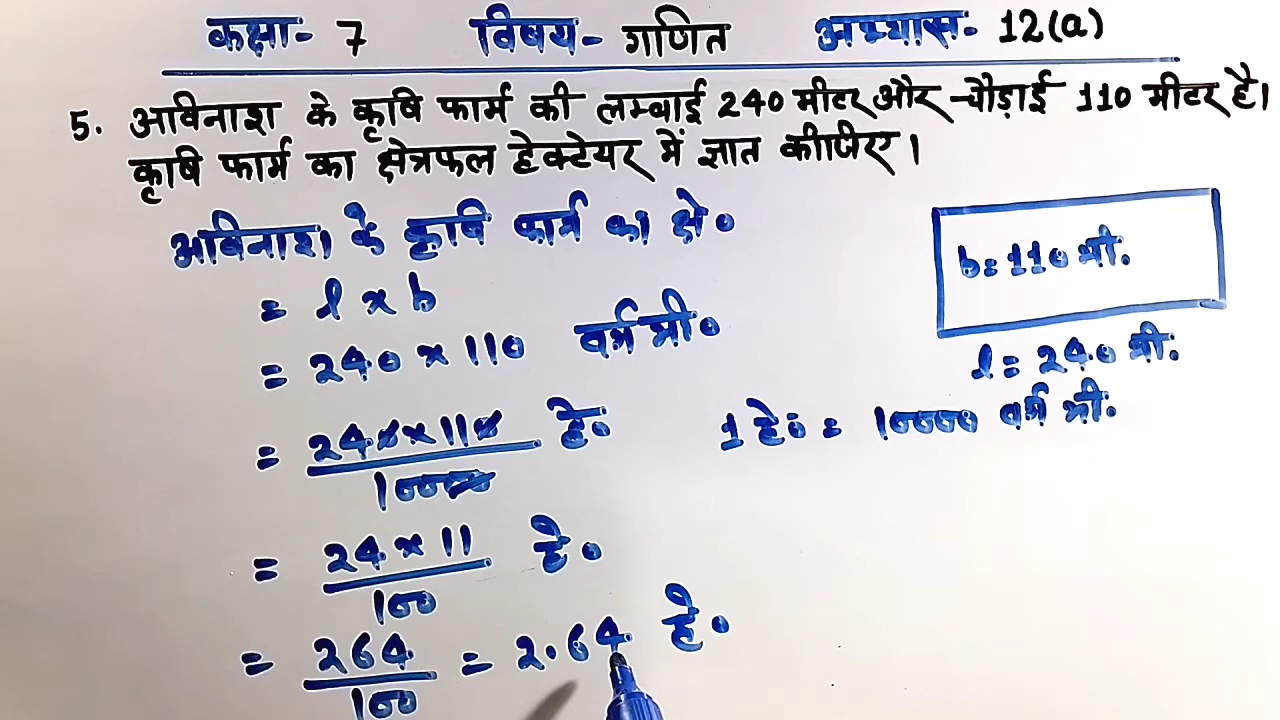 कक्षा- 7 विषय- गणित अभ्यास- 12(a)
5. अविनाश के कृषि फार्म की लम्बाई 240 मीटर और चौड़ाई 110 मीटर है।
कृषि फार्म का क्षेत्रफल हेक्टेयर में ज्ञात कीजिए।
अविनाश के कृषि फार्म का क्षे०
= l × b
= 240 × 110 वर्ग मी०
= 240 × 110 / 10000 हे०
= 24 × 11 / 100 हे०
= 264 / 100 = 2.64 हे०
b = 110 मी.
l = 240 मी.
1 हे० = 10000 वर्ग मी.